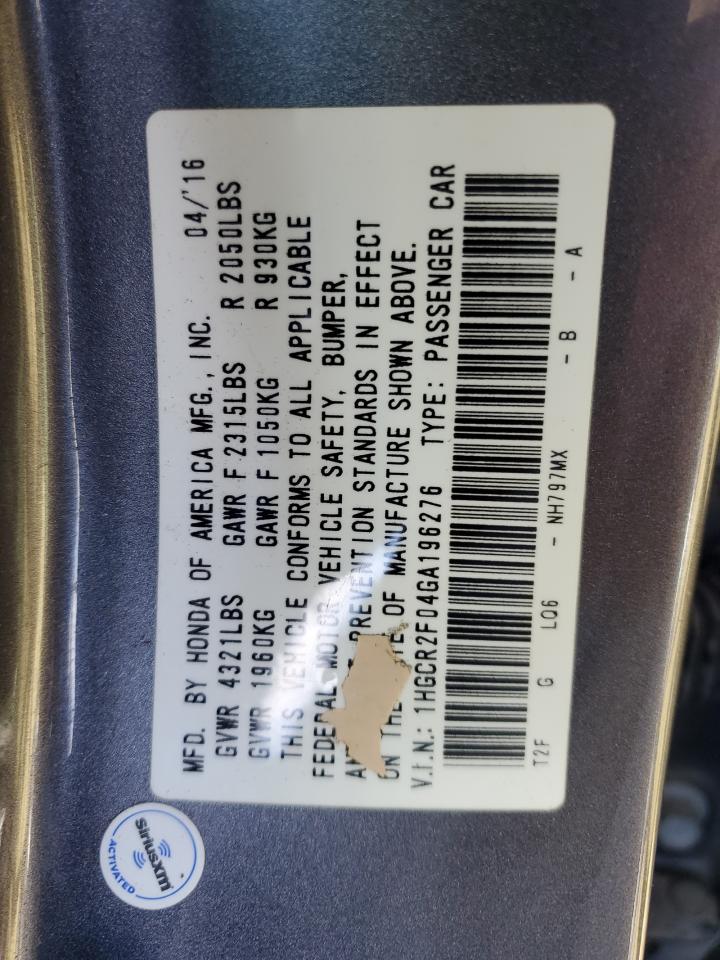 MFD. BY HONDA OF AMERICA MFG., INC. 04/'16
GVWR 4321LBS GAWR F 2315LBS R 2050LBS
GVWR 1960KG GAWR F 1050KG R 930KG
THIS VEHICLE CONFORMS TO ALL APPLICABLE
FEDERAL MOTOR VEHICLE SAFETY, BUMPER,
PREVENTION STANDARDS IN EFFECT
ON THE OF MANUFACTURE SHOWN ABOVE.
V.I.N.: 1HGCR2F04GA196276 TYPE: PASSENGER CAR
T2F G LQ6 - NH797MX - B - A
siriusxm
ACTIVATED